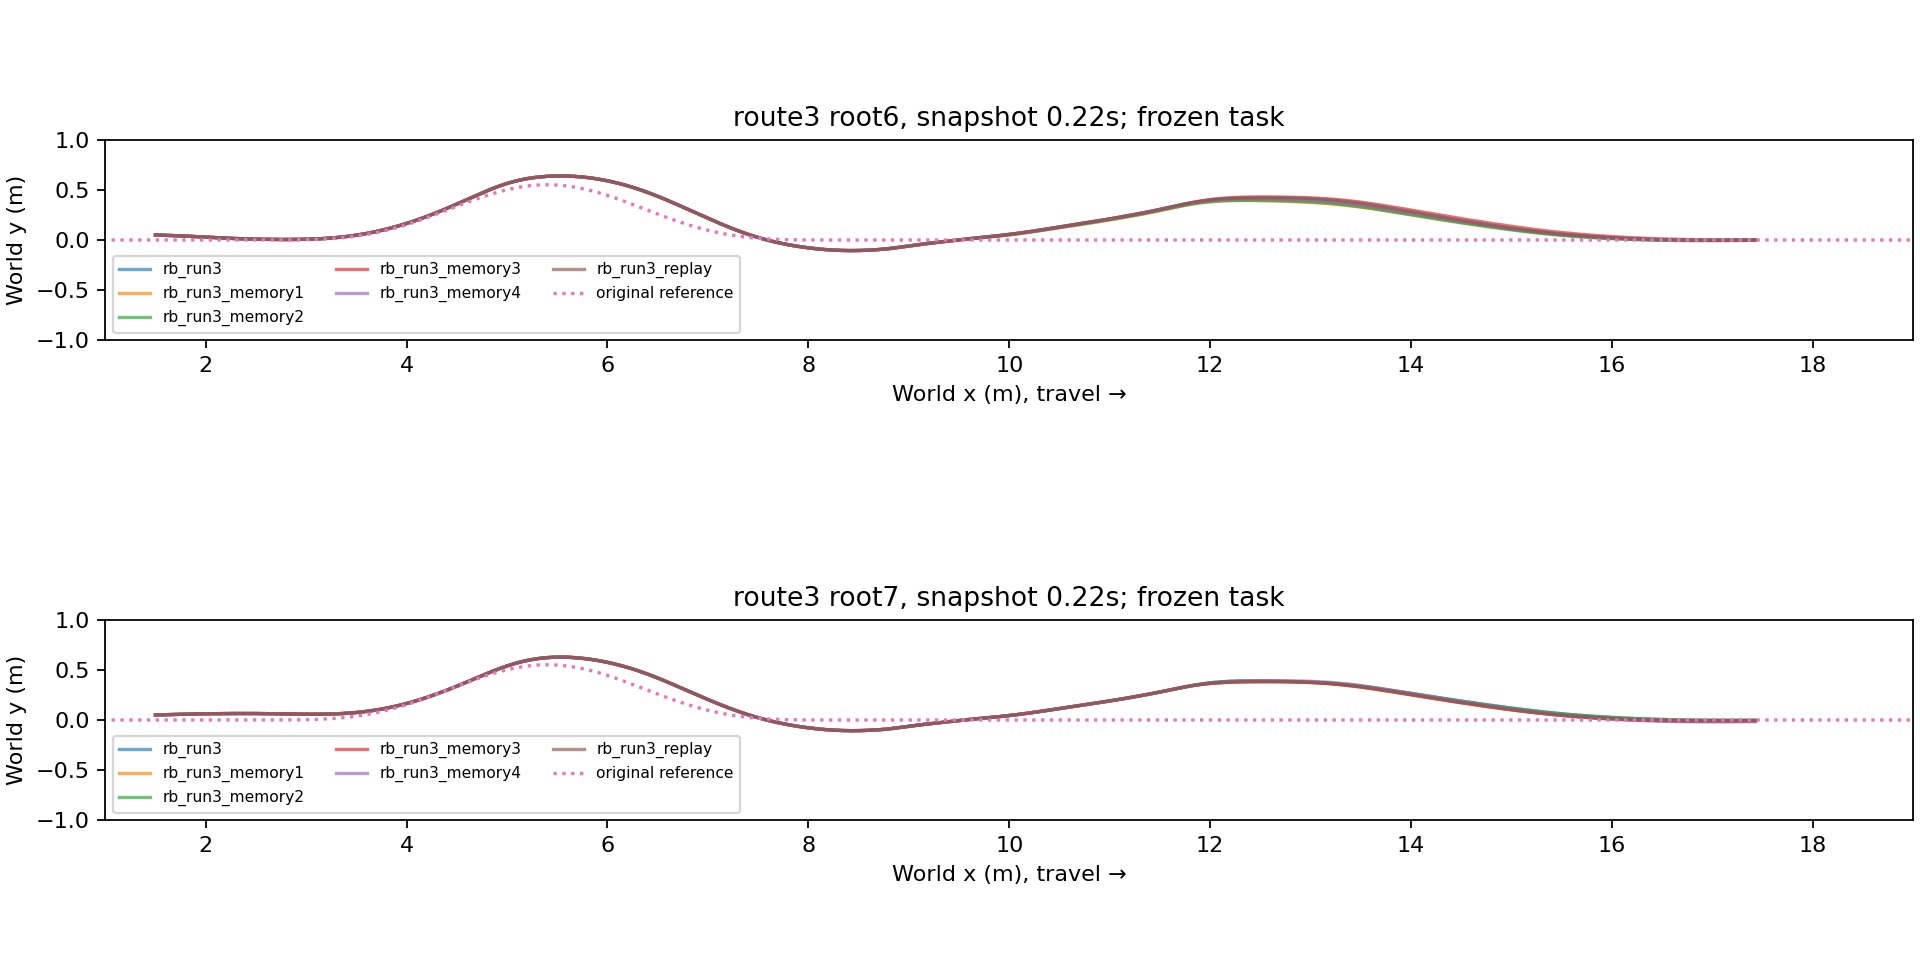 route3 root6, snapshot 0.22s; frozen task
World y (m)
1.0
0.5
0.0
−0.5
−1.0
rb_run3
rb_run3_memory1
rb_run3_memory2
rb_run3_memory3
rb_run3_memory4
rb_run3_replay
original reference
2 4 6 8 10 12 14 16 18
World x (m), travel →
route3 root7, snapshot 0.22s; frozen task
World y (m)
1.0
0.5
0.0
−0.5
−1.0
rb_run3
rb_run3_memory1
rb_run3_memory2
rb_run3_memory3
rb_run3_memory4
rb_run3_replay
original reference
2 4 6 8 10 12 14 16 18
World x (m), travel →